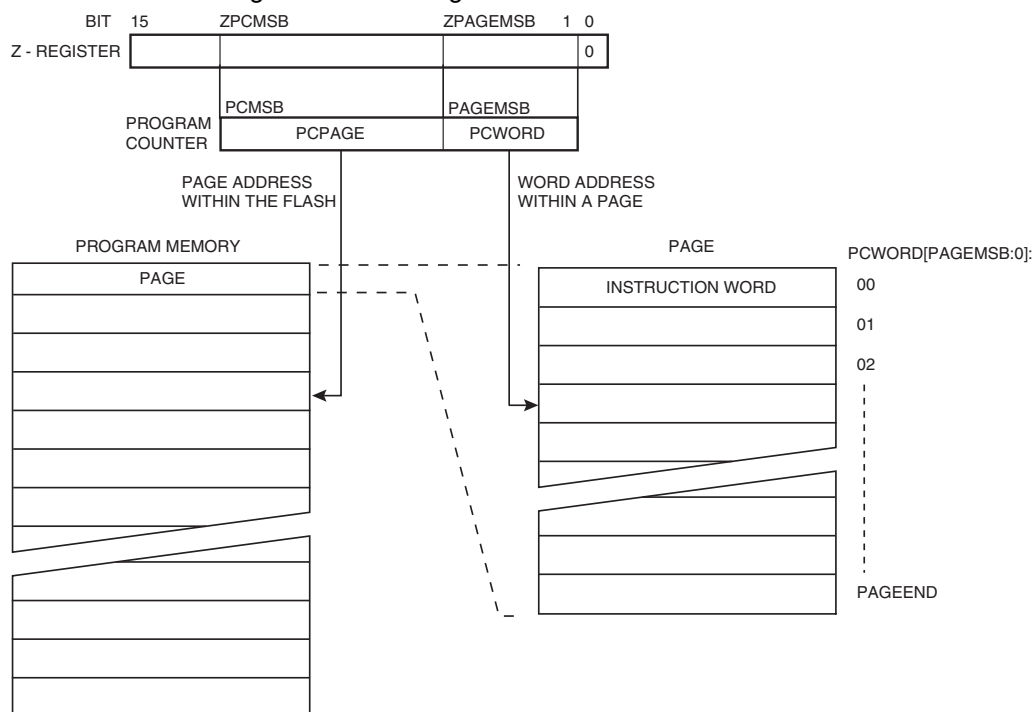 BIT 15 ZPCMSB ZPAGEMSB 1 0
Z - REGISTER 0
PCMSB PAGEMSB
PROGRAM
COUNTER
PCPAGE PCWORD
PAGE ADDRESS
WITHIN THE FLASH
WORD ADDRESS
WITHIN A PAGE
PROGRAM MEMORY
PAGE
PAGE
PCWORD[PAGEMSB:0]:
INSTRUCTION WORD
00
01
02
PAGEEND